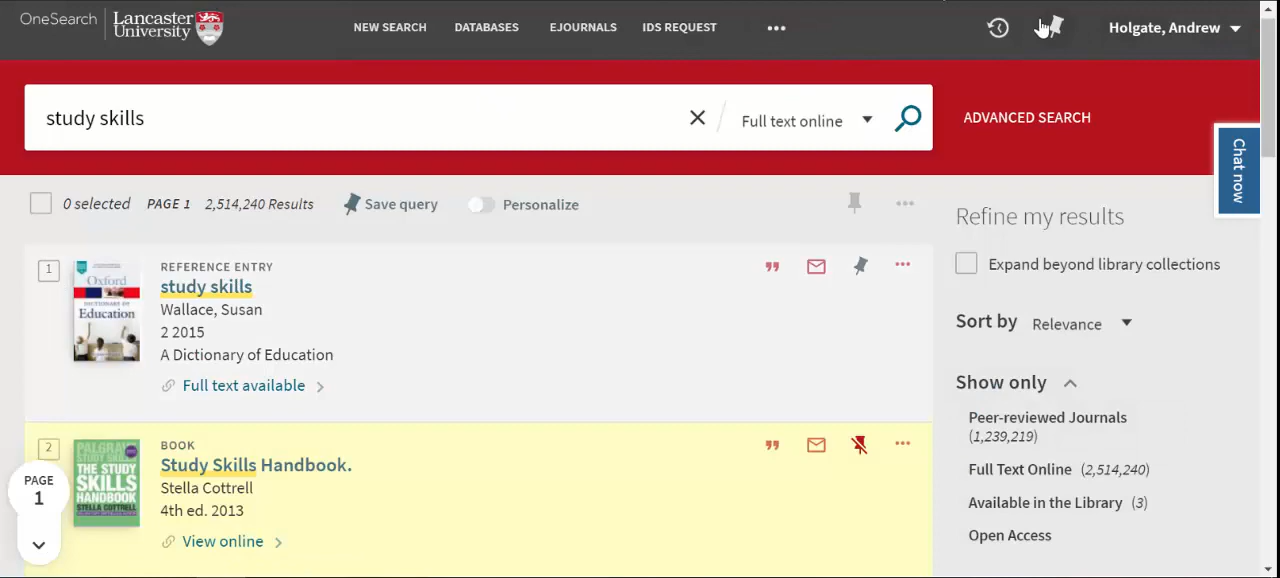 OneSearch
Lancaster University
NEW SEARCH DATABASES EJOURNALS IDS REQUEST
Holgate, Andrew
study skills
Full text online
ADVANCED SEARCH
Chat now
0 selected PAGE 1 2,514,240 Results Save query Personalize
Refine my results
Expand beyond library collections
Sort by Relevance
Show only
Peer-reviewed Journals
(1,239,219)
Full Text Online (2,514,240)
Available in the Library (3)
Open Access
1
REFERENCE ENTRY
study skills
Wallace, Susan
2 2015
A Dictionary of Education
Full text available
Oxford
DICTIONARY OF
Education
2
BOOK
Study Skills Handbook.
Stella Cottrell
4th ed. 2013
View online
PALGRAVE
STUDY SKILLS
THE STUDY
SKILLS
HANDBOOK
STELLA COTTRELL
PAGE
1